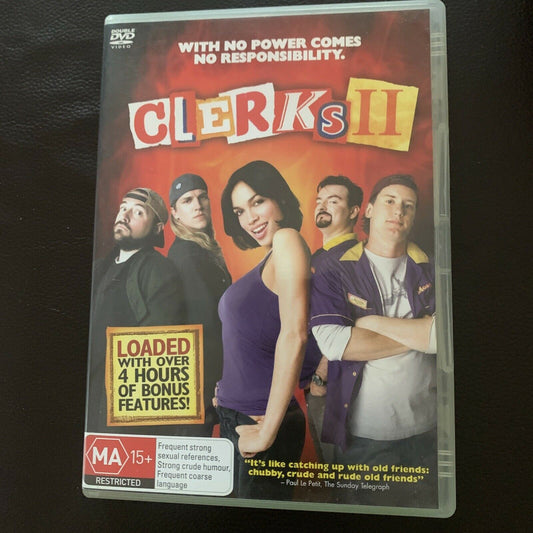 DOUBLE
DVD
VIDEO
WITH NO POWER COMES
NO RESPONSIBILITY.
CLERKS II
LOADED
WITH OVER
4 HOURS
OF BONUS
FEATURES!
MA 15+
RESTRICTED
Frequent strong
sexual references,
Strong crude humour,
Frequent coarse
language
"It's like catching up with old friends:
chubby, crude and rude old friends"
– Paul Le Petit, The Sunday Telegraph